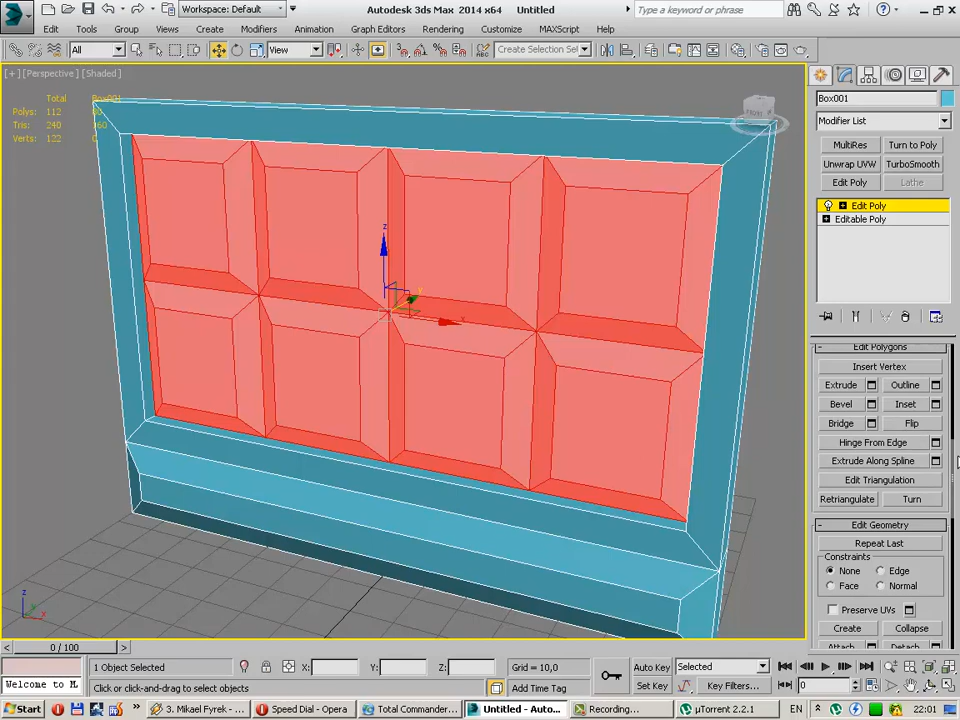 Workspace: Default
Autodesk 3ds Max 2014 x64 Untitled
Type a keyword or phrase
Edit Tools Group Views Create Modifiers Animation Graph Editors Rendering Customize MAXScript Help
All
View
Create Selection Se
[+] [Perspective] [Shaded]
Total Box001
Polys: 112
Tris: 240
Verts: 122
FRONT
z
x
Box001
Modifier List
MultiRes Turn to Poly
Unwrap UVW TurboSmooth
Edit Poly Lathe
Edit Poly
Editable Poly
Edit Polygons
Insert Vertex
Extrude Outline
Bevel Inset
Bridge Flip
Hinge From Edge
Extrude Along Spline
Edit Triangulation
Retriangulate Turn
Edit Geometry
Repeat Last
Constraints
None Edge
Face Normal
Preserve UVs
Create Collapse
Attach Detach
0 / 100
1 Object Selected
X: Y: Z: Grid = 10,0
Auto Key Selected
Welcome to M
Click or click-and-drag to select objects
Add Time Tag
Set Key Key Filters...
0
Start
3. Mikael Fyrek - ...
Speed Dial - Opera
Total Commander...
Untitled - Auto...
Recording...
µTorrent 2.2.1
EN
22:01